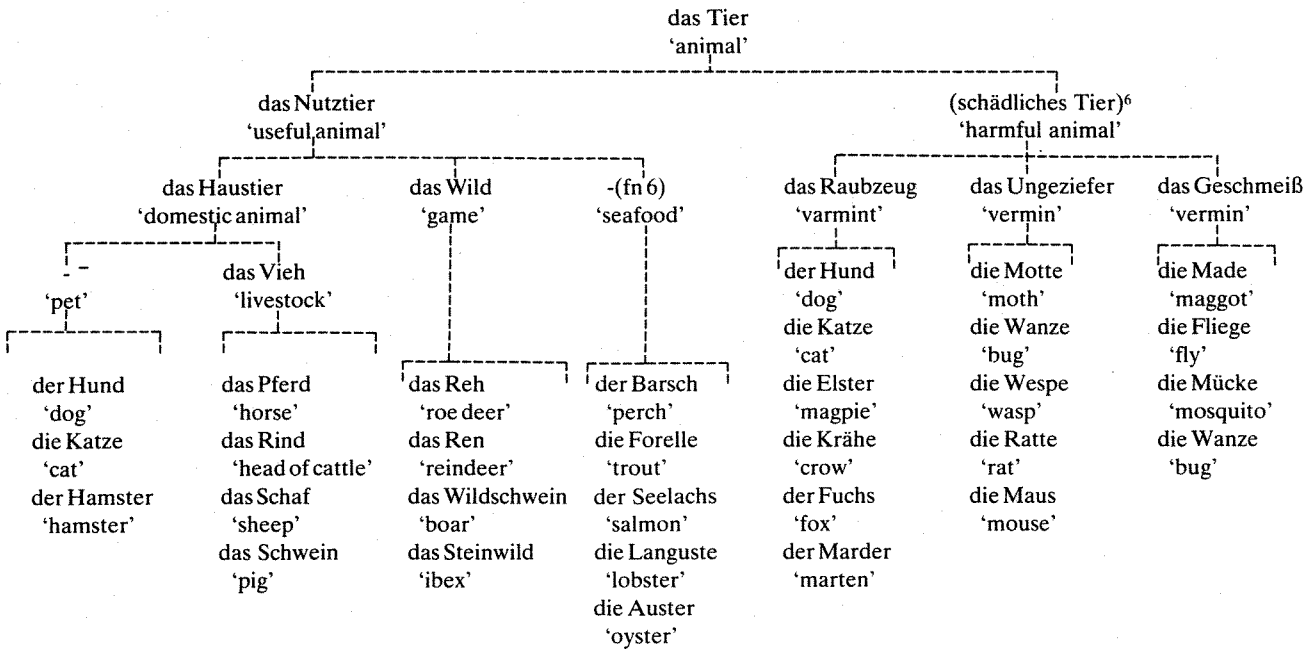 das Tier
‘animal’
das Nutztier
‘useful animal’
(schädliches Tier)⁶
‘harmful animal’
das Haustier
‘domestic animal’
das Wild
‘game’
-(fn 6)
‘seafood’
das Raubzeug
‘varmint’
das Ungeziefer
‘vermin’
das Geschmeiß
‘vermin’
- –
‘pet’
das Vieh
‘livestock’
der Hund
‘dog’
die Katze
‘cat’
der Hamster
‘hamster’
das Pferd
‘horse’
das Rind
‘head of cattle’
das Schaf
‘sheep’
das Schwein
‘pig’
das Reh
‘roe deer’
das Ren
‘reindeer’
das Wildschwein
‘boar’
das Steinwild
‘ibex’
der Barsch
‘perch’
die Forelle
‘trout’
der Seelachs
‘salmon’
die Languste
‘lobster’
die Auster
‘oyster’
der Hund
‘dog’
die Katze
‘cat’
die Elster
‘magpie’
die Krähe
‘crow’
der Fuchs
‘fox’
der Marder
‘marten’
die Motte
‘moth’
die Wanze
‘bug’
die Wespe
‘wasp’
die Ratte
‘rat’
die Maus
‘mouse’
die Made
‘maggot’
die Fliege
‘fly’
die Mücke
‘mosquito’
die Wanze
‘bug’